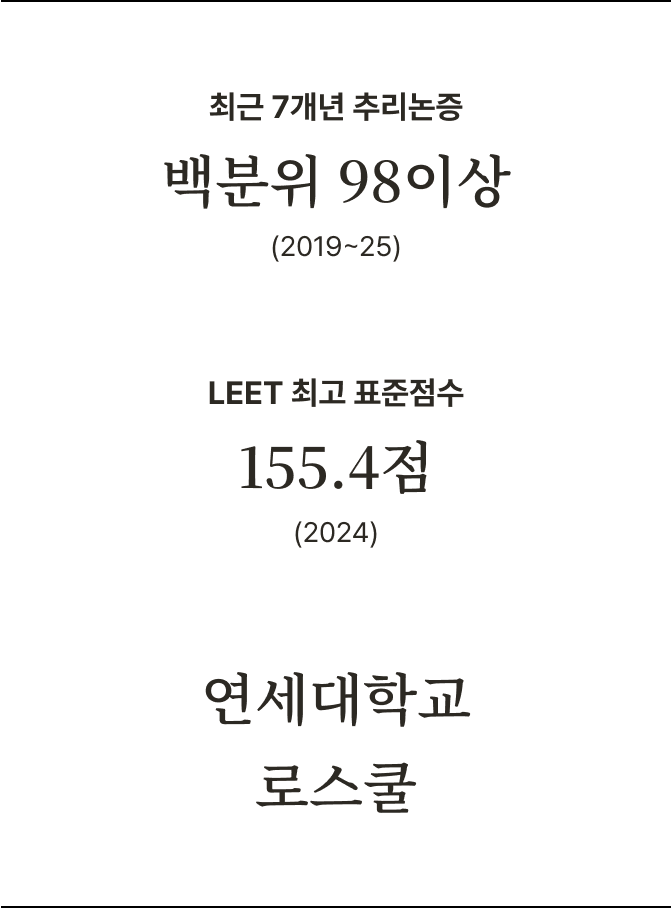 최근 7개년 추리논증
백분위 98이상
(2019~25)
LEET 최고 표준점수
155.4점
(2024)
연세대학교
로스쿨